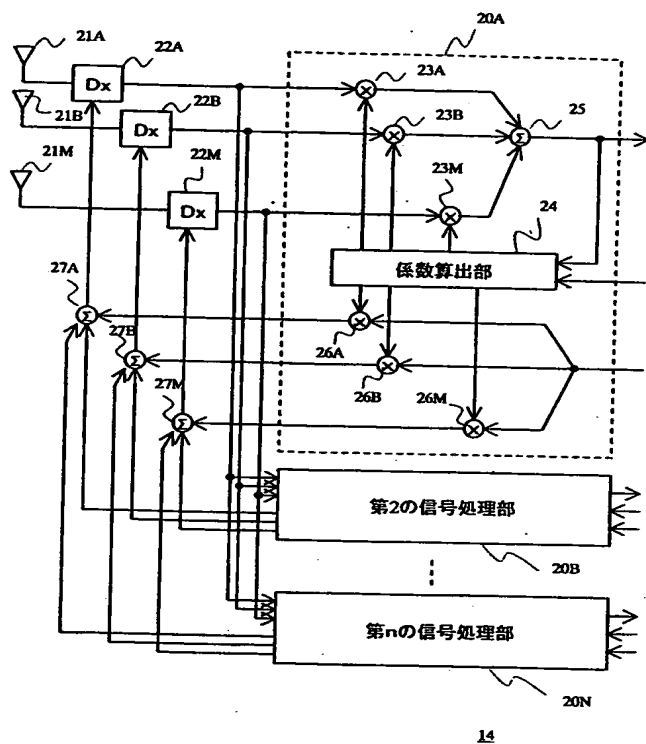 20A
21A
22A
23A
Dx
21B
22B
23B
25
Dx
Σ
21M
22M
23M
Dx
24
係数算出部
27A
Σ
26A
27B
Σ
26B
27M
26M
Σ
第2の信号処理部
20B
第nの信号処理部
20N
14